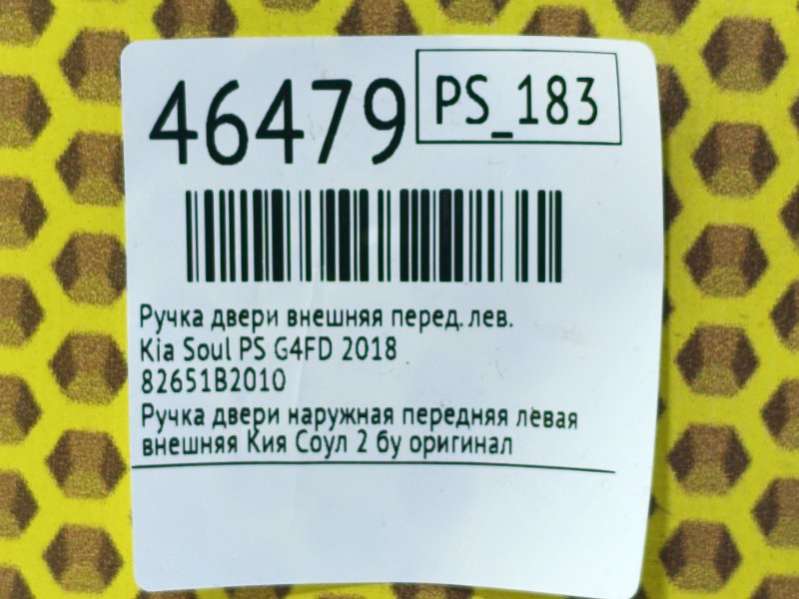 46479 PS_183
Ручка двери внешняя перед. лев.
Kia Soul PS G4FD 2018
82651B2010
Ручка двери наружная передняя левая
внешняя Кия Соул 2 бу оригинал